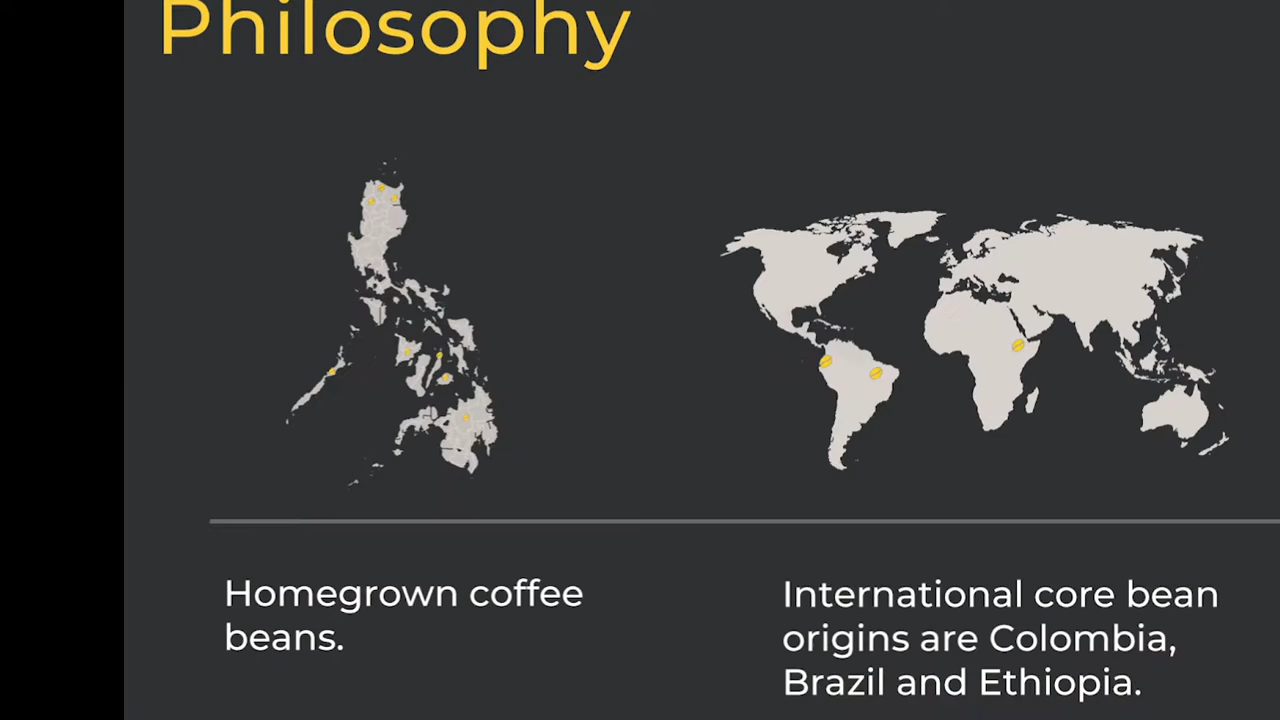 Philosophy
Homegrown coffee
beans.
International core bean
origins are Colombia,
Brazil and Ethiopia.